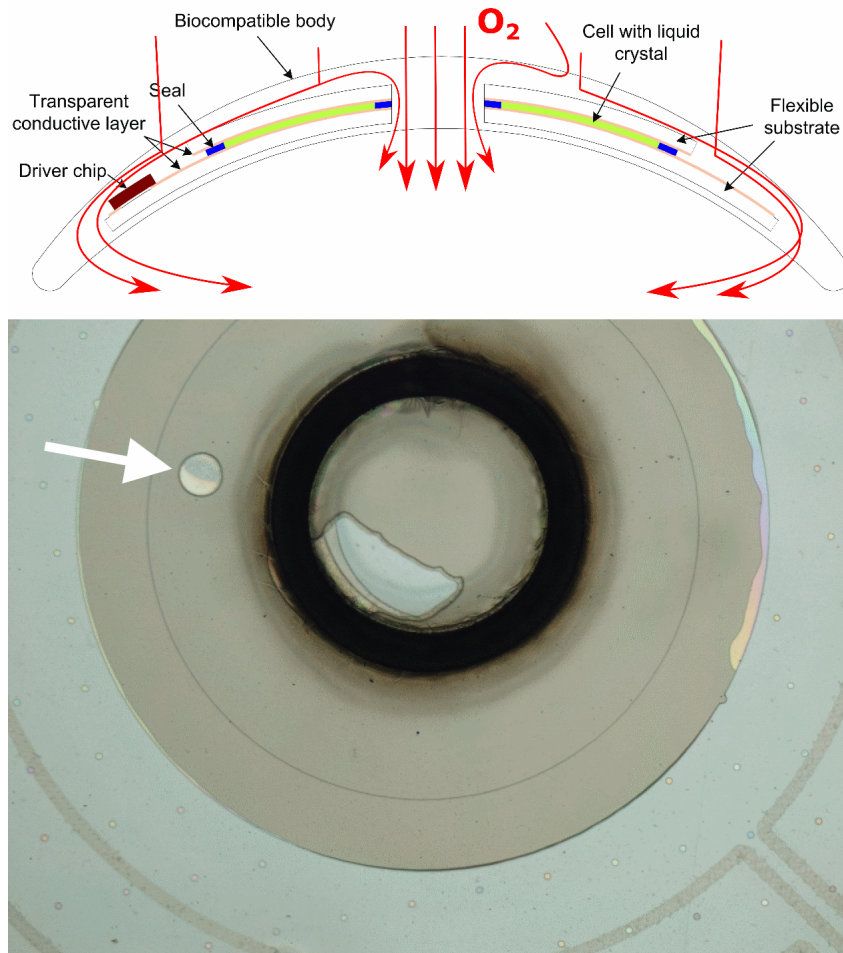 Biocompatible body
O₂
Cell with liquid
crystal
Seal
Transparent
conductive layer
Flexible
substrate
Driver chip